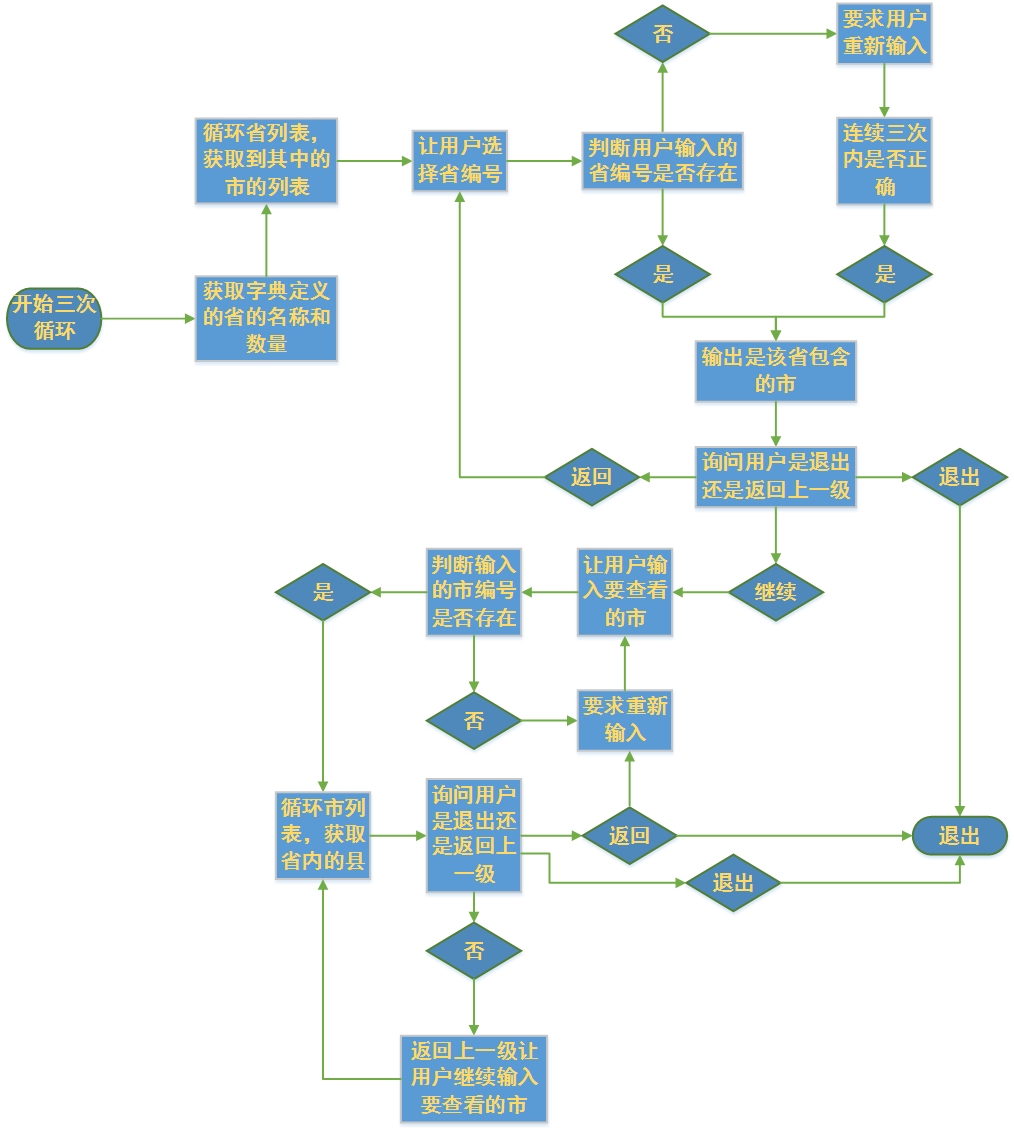 否
要求用户
重新输入
循环省列表，
获取到其中的
市的列表
让用户选
择省编号
判断用户输入的
省编号是否存在
连续三次
内是否正
确
开始三次
循环
获取字典定义
的省的名称和
数量
是
是
输出是该省包含
的市
返回
询问用户是退出
还是返回上一级
退出
是
判断输入
的市编号
是否存在
让用户输
入要查看
的市
继续
否
要求重新
输入
循环市列
表，获取
省内的县
询问用户
是退出还
是返回上
一级
返回
退出
退出
否
返回上一级让
用户继续输入
要查看的市